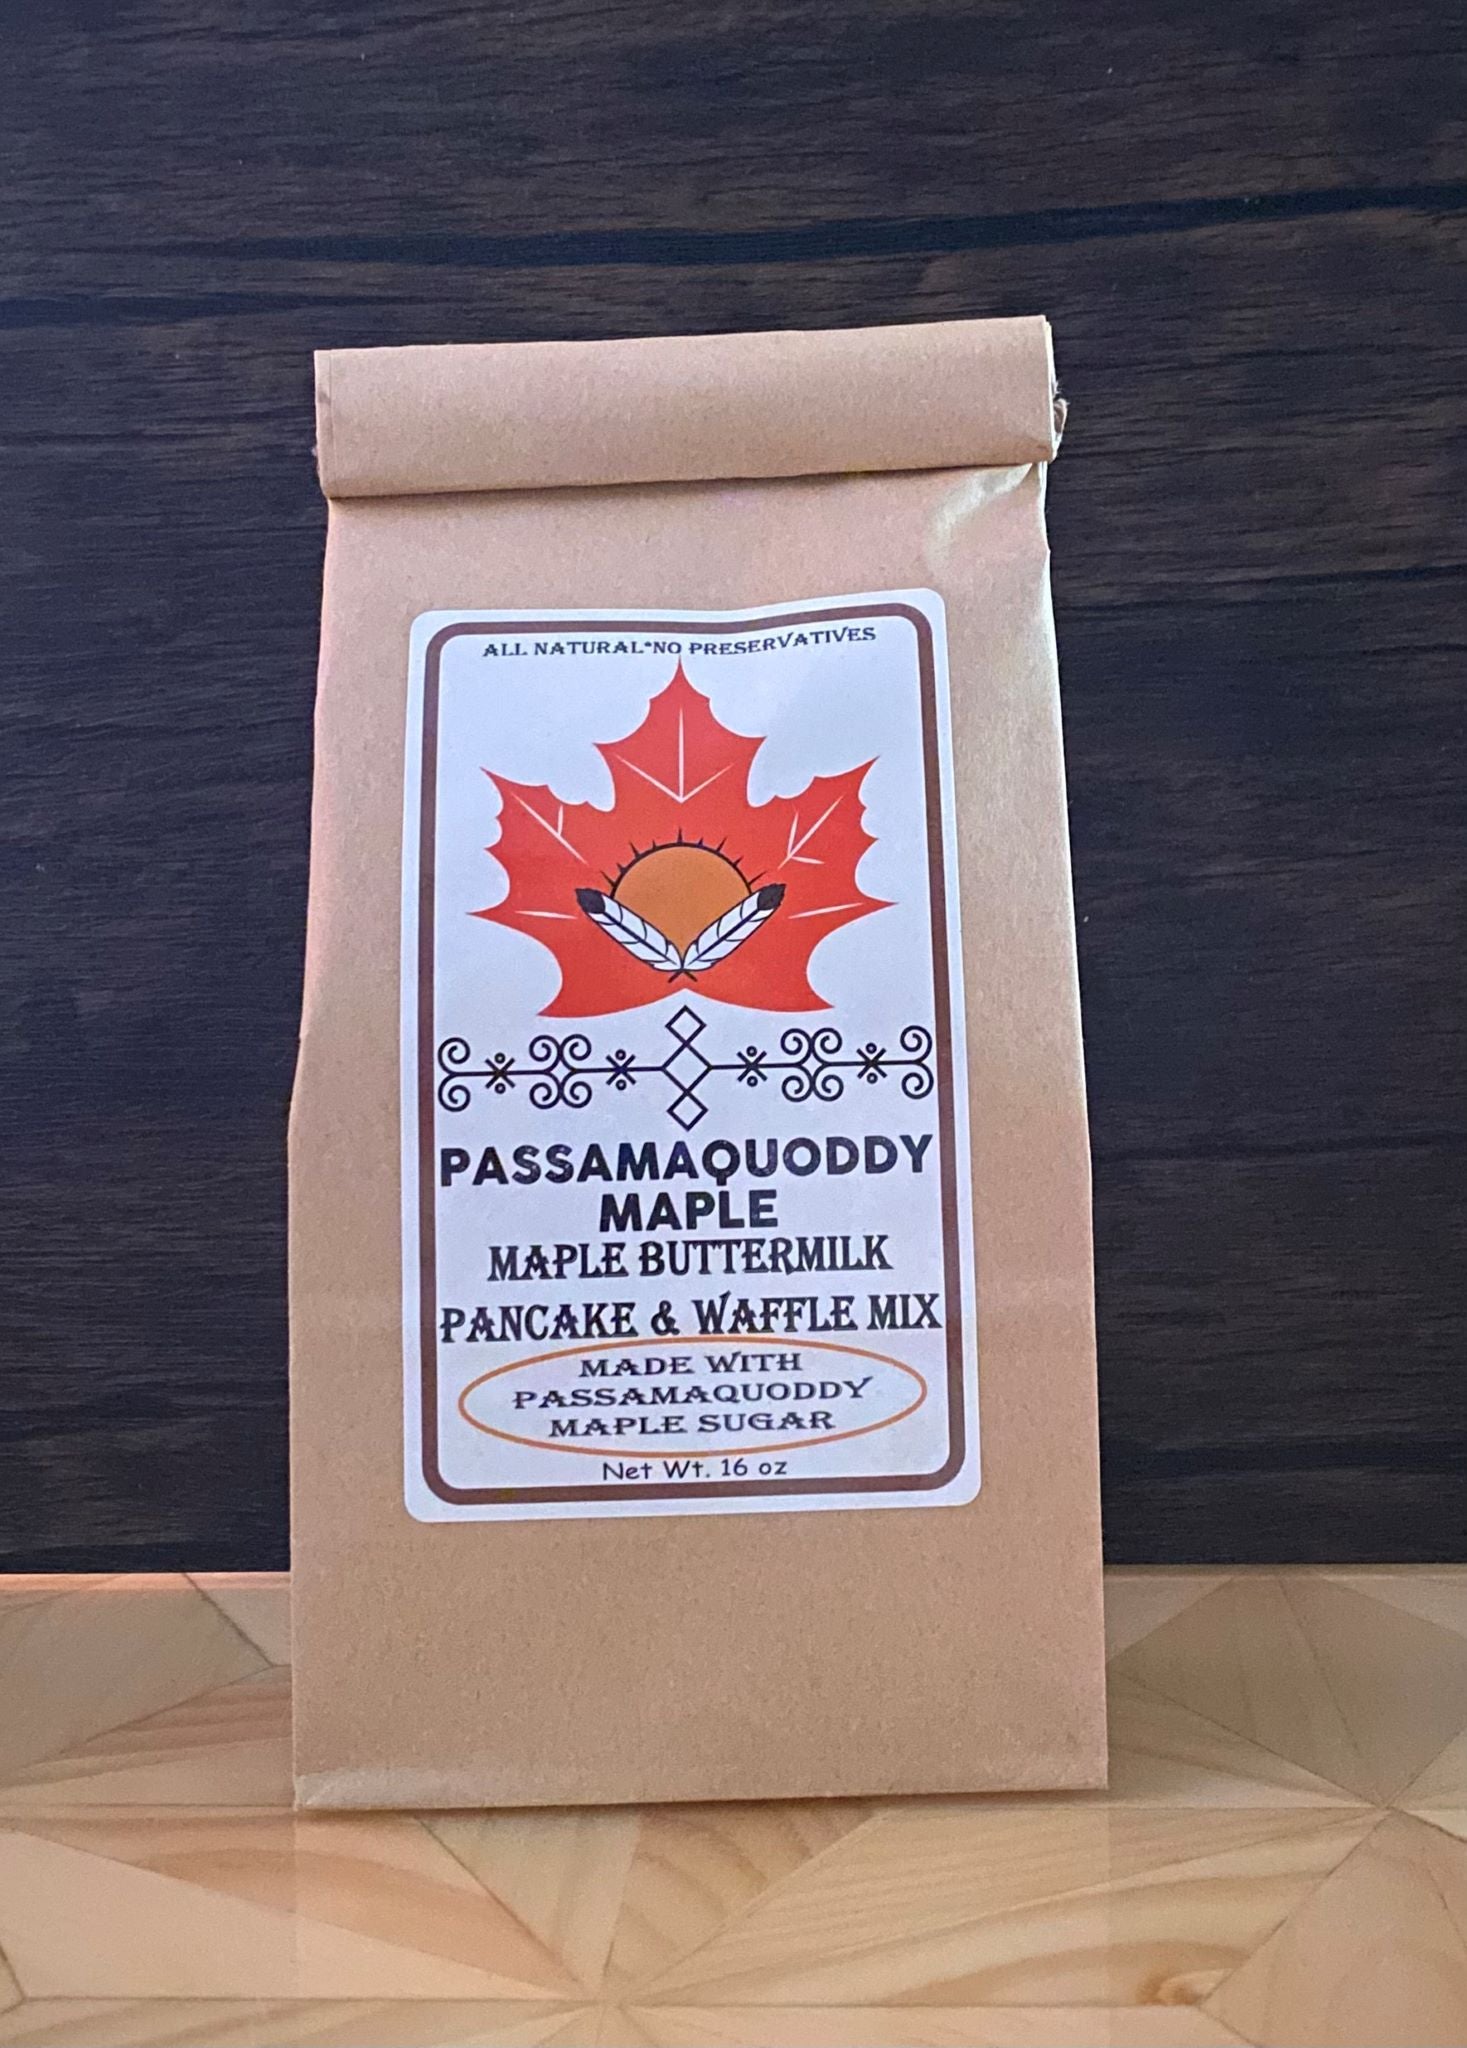 ALL NATURAL*NO PRESERVATIVES
PASSAMAQUODDY
MAPLE
MAPLE BUTTERMILK
PANCAKE & WAFFLE MIX
MADE WITH
PASSAMAQUODDY
MAPLE SUGAR
Net Wt. 16 oz